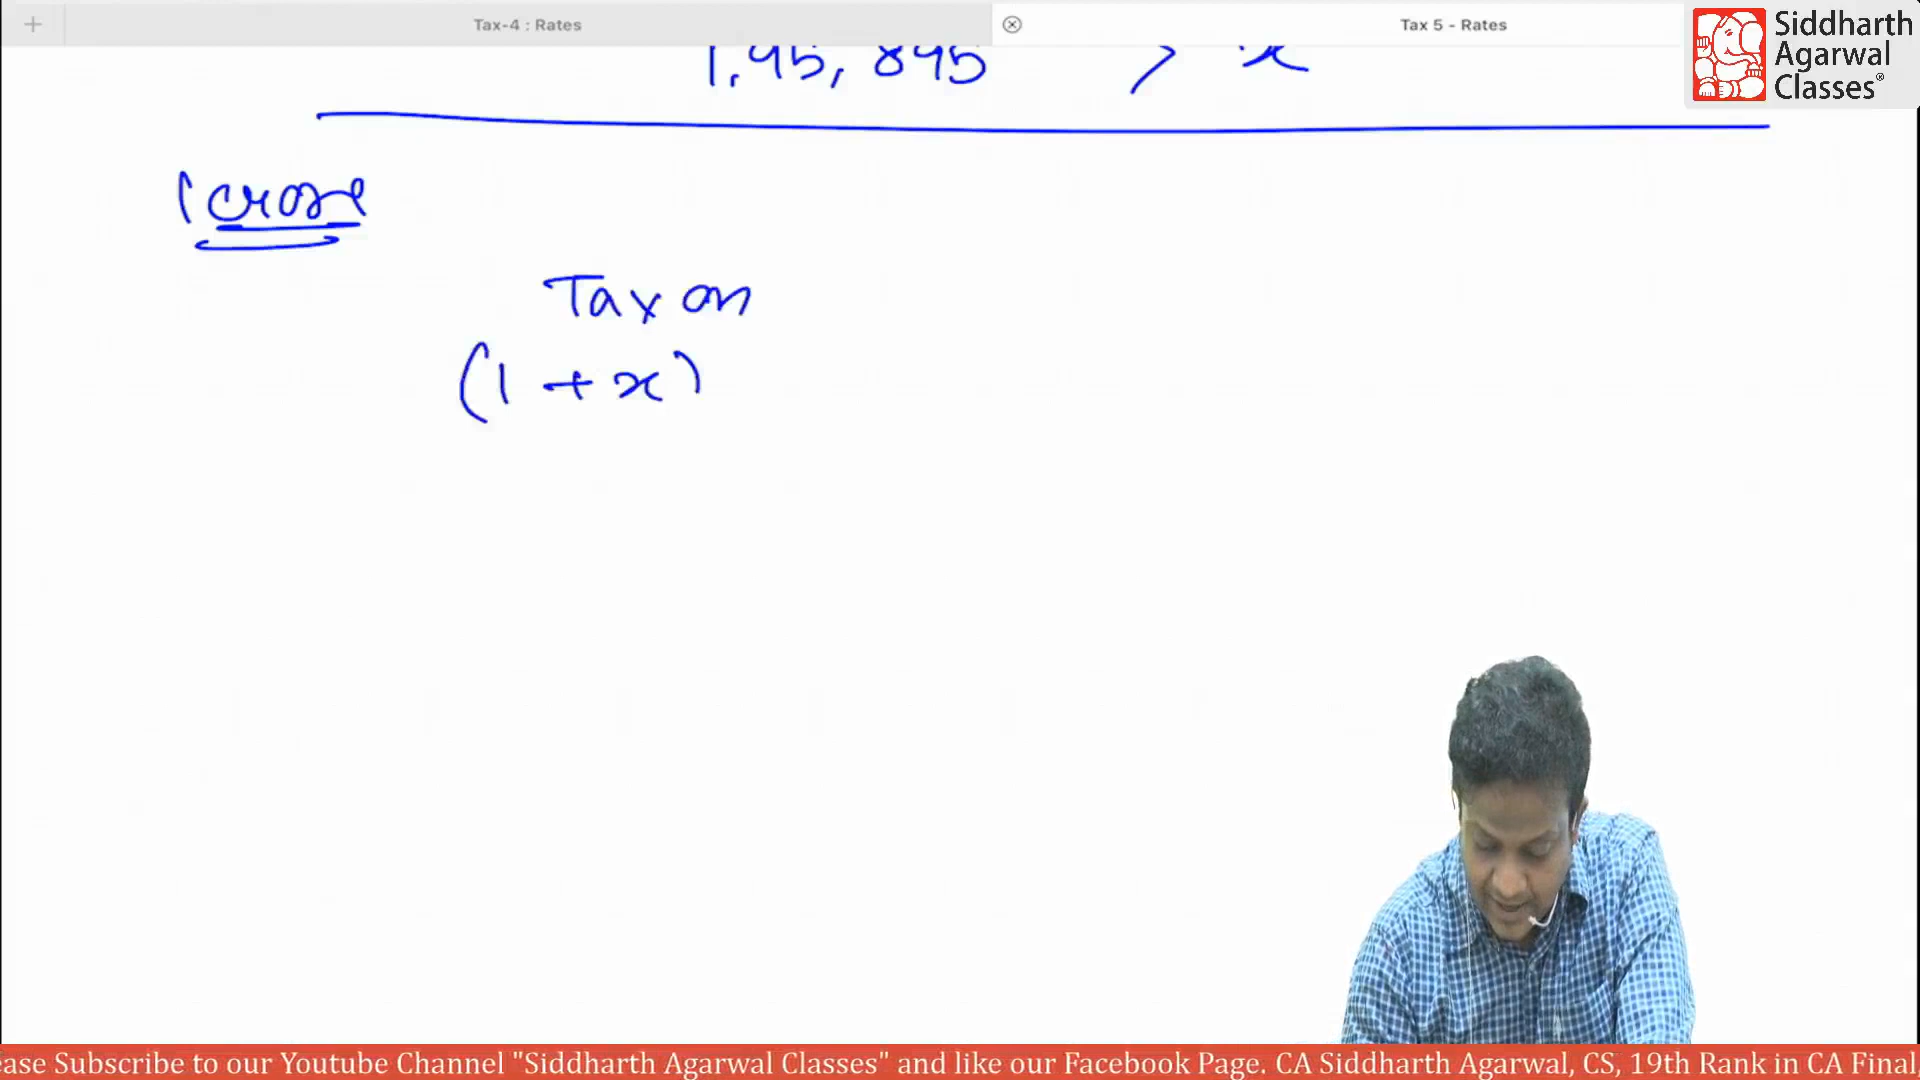 Tax-4 : Rates
Tax 5 - Rates
Siddharth
Agarwal
Classes®
1,95,895 > x
1 crore
Tax on
(1 + x)
ase Subscribe to our Youtube Channel "Siddharth Agarwal Classes" and like our Facebook Page. CA Siddharth Agarwal, CS, 19th Rank in CA Final,